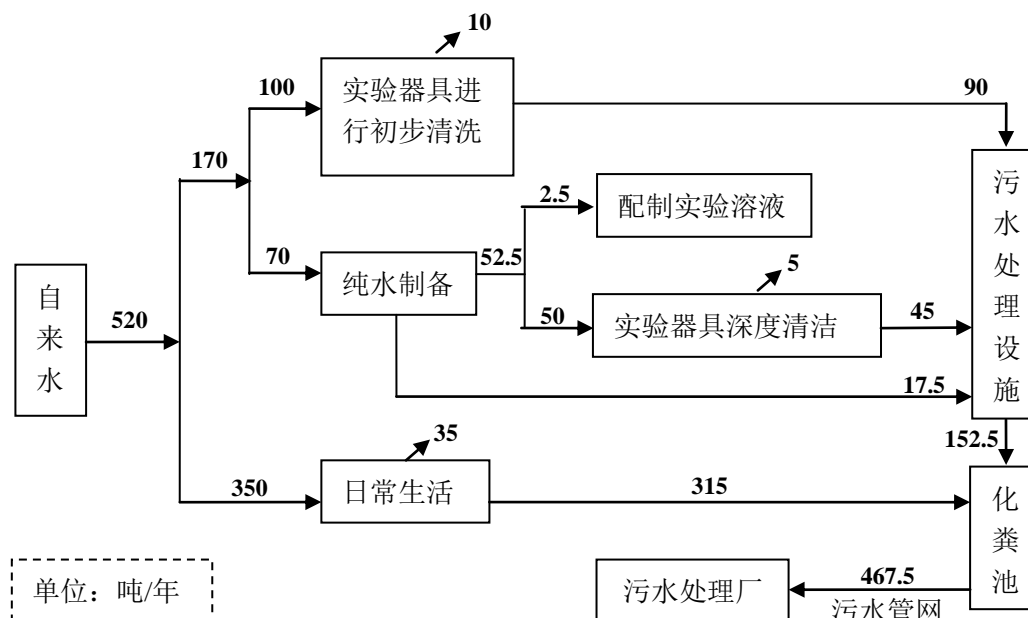 10
100
实验器具进
行初步清洗
90
170
2.5
配制实验溶液
70
纯水制备
52.5
5
50
实验器具深度清洁
45
污水处理设施
自来水
520
17.5
152.5
35
350
日常生活
315
化粪池
单位：吨/年
污水处理厂
467.5
污水管网